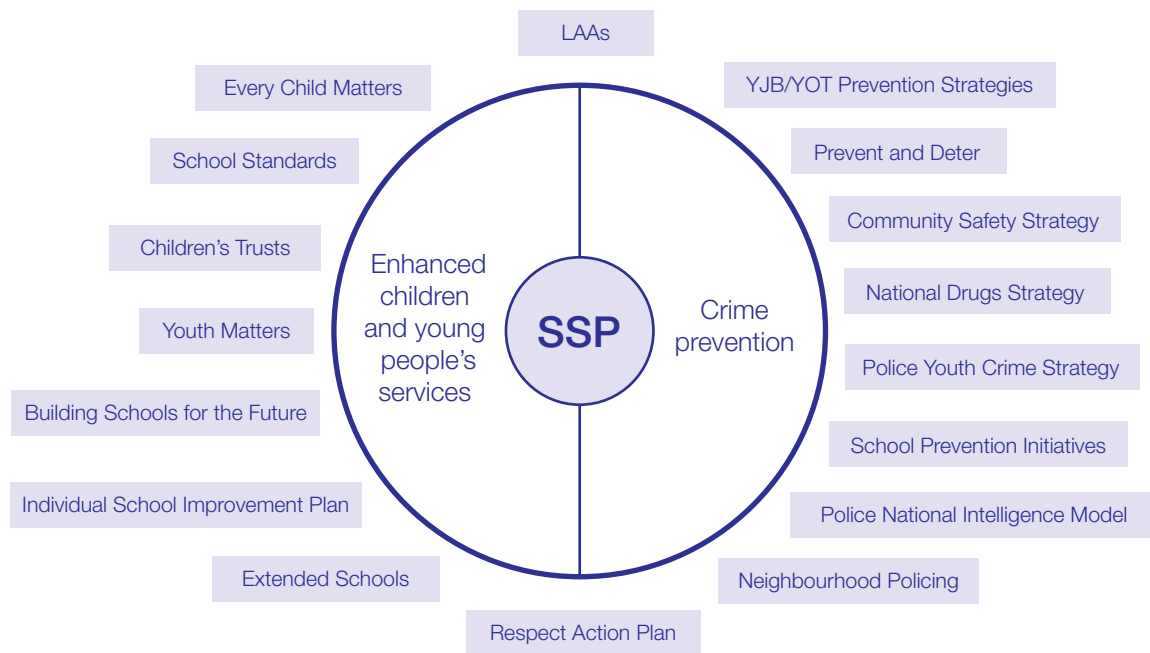 LAAs
Every Child Matters
YJB/YOT Prevention Strategies
School Standards
Prevent and Deter
Children’s Trusts
Community Safety Strategy
Enhanced
children
and young
people’s
services
SSP
Crime
prevention
National Drugs Strategy
Youth Matters
Police Youth Crime Strategy
Building Schools for the Future
School Prevention Initiatives
Individual School Improvement Plan
Police National Intelligence Model
Extended Schools
Neighbourhood Policing
Respect Action Plan